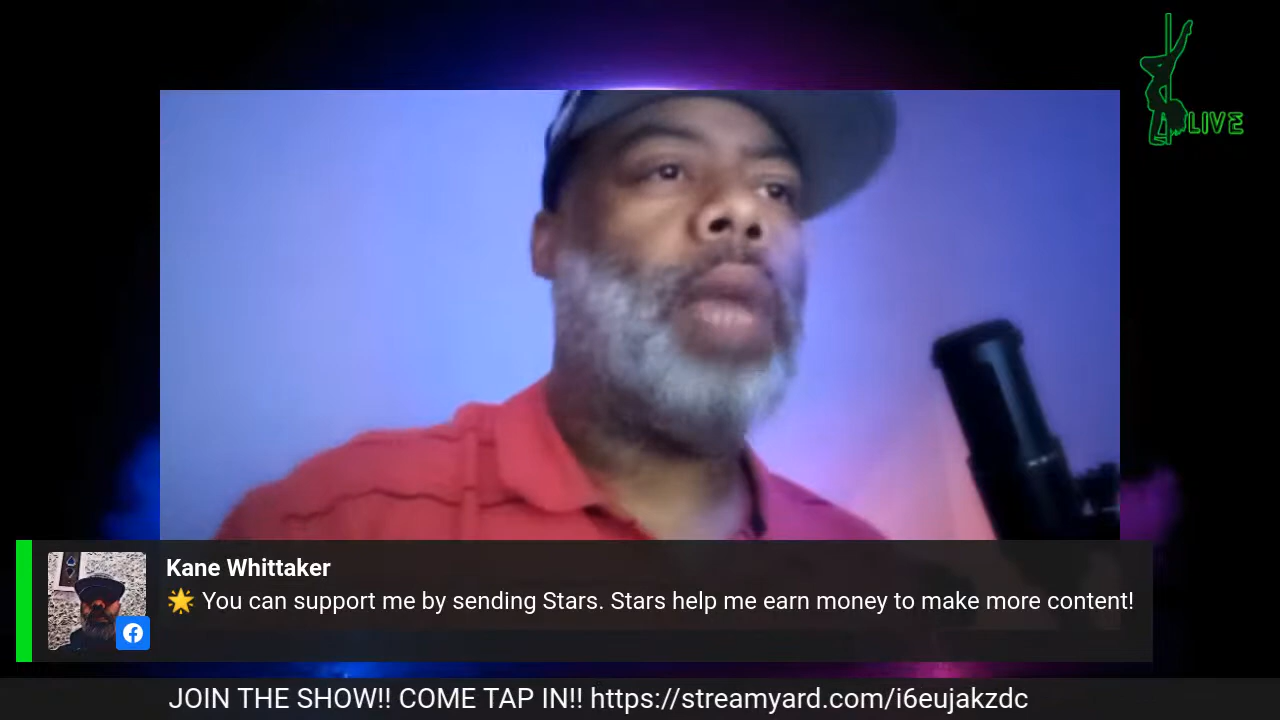 LIVE
Kane Whittaker
🌟 You can support me by sending Stars. Stars help me earn money to make more content!
JOIN THE SHOW!! COME TAP IN!! https://streamyard.com/i6eujakzdc